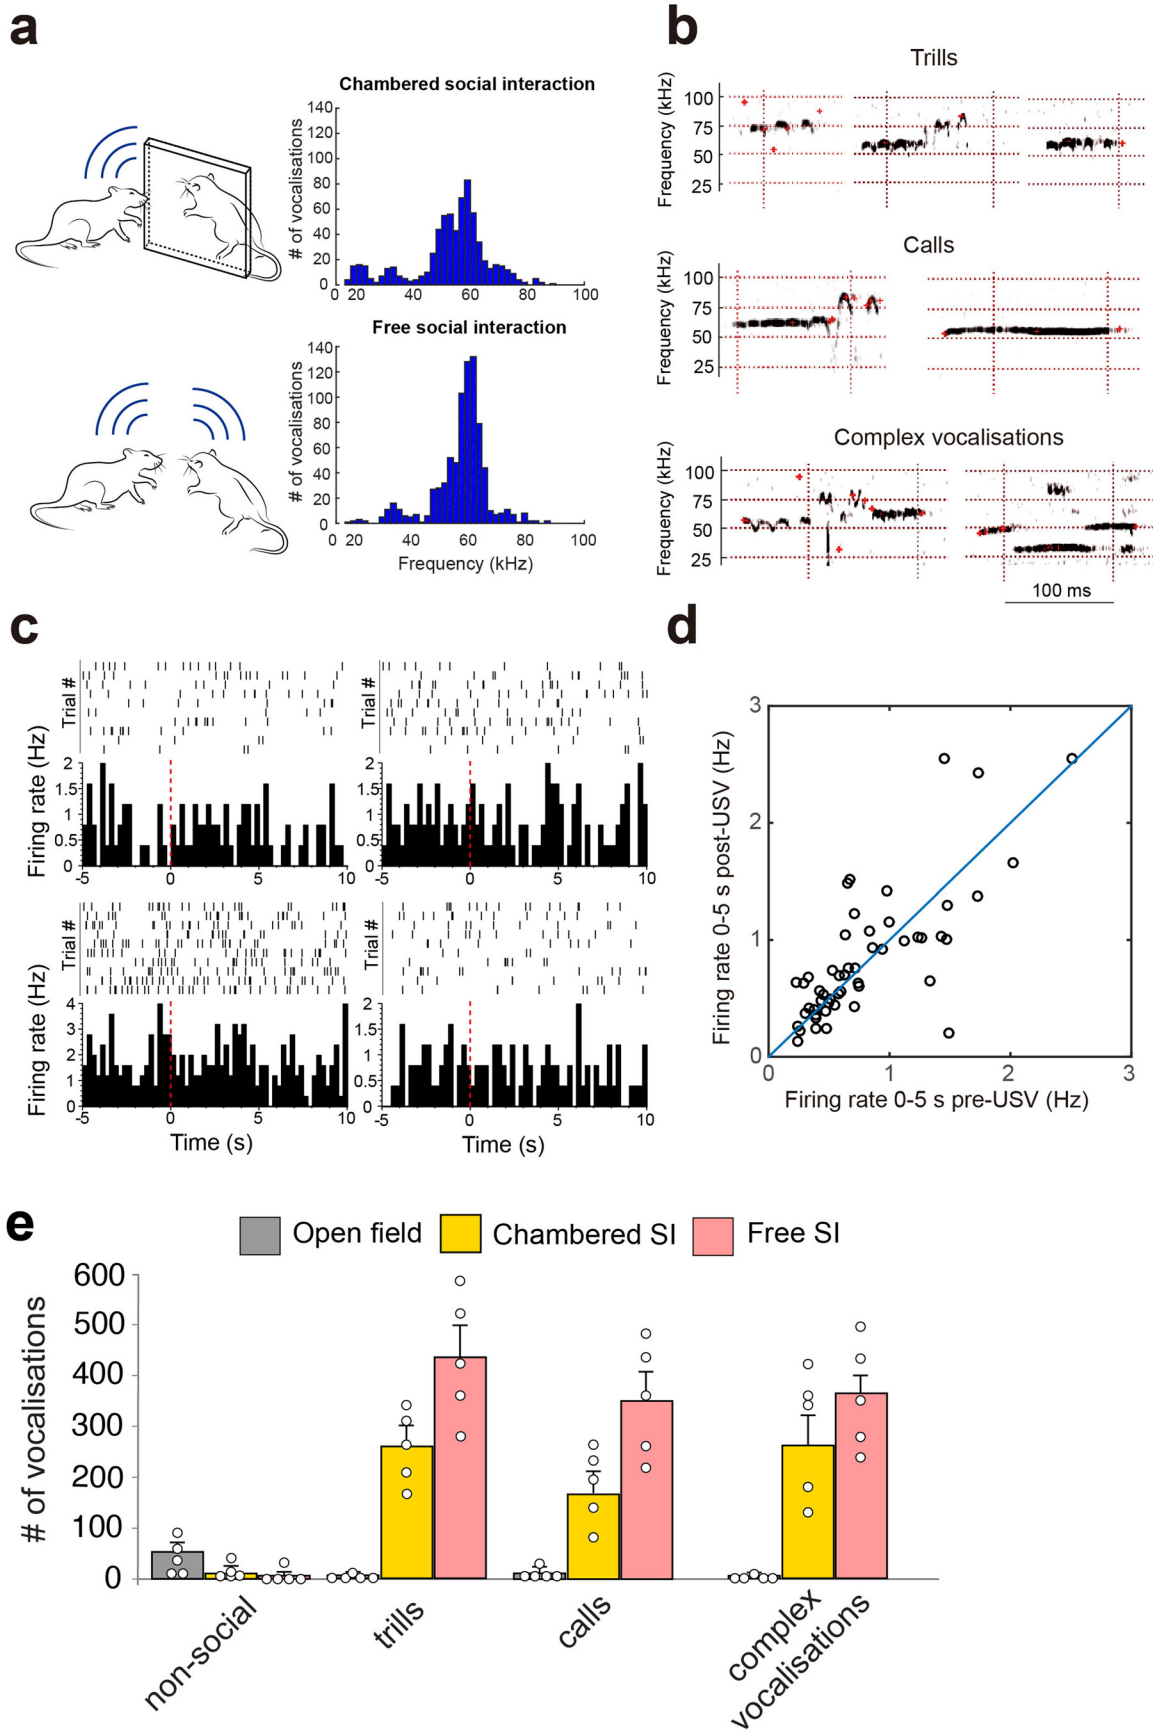 a
Chambered social interaction
# of vocalisations
140
120
100
80
60
40
20
0
0 20 40 60 80 100
Free social interaction
# of vocalisations
140
120
100
80
60
40
20
0
0 20 40 60 80 100
Frequency (kHz)
b
Trills
Frequency (kHz)
100
75
50
25
Calls
Frequency (kHz)
100
75
50
25
Complex vocalisations
Frequency (kHz)
100
75
50
25
100 ms
c
Trial #
Firing rate (Hz)
2
1.5
1
0.5
0
-5 0 5 10
2
1.5
1
0.5
0
-5 0 5 10
Trial #
Trial #
Firing rate (Hz)
4
3
2
1
0
-5 0 5 10
Time (s)
Trial #
2
1.5
1
0.5
0
-5 0 5 10
Time (s)
d
Firing rate 0-5 s post-USV (Hz)
3
2
1
0
0 1 2 3
Firing rate 0-5 s pre-USV (Hz)
e
Open field Chambered SI Free SI
# of vocalisations
600
500
400
300
200
100
0
non-social
trills
calls
complex
vocalisations